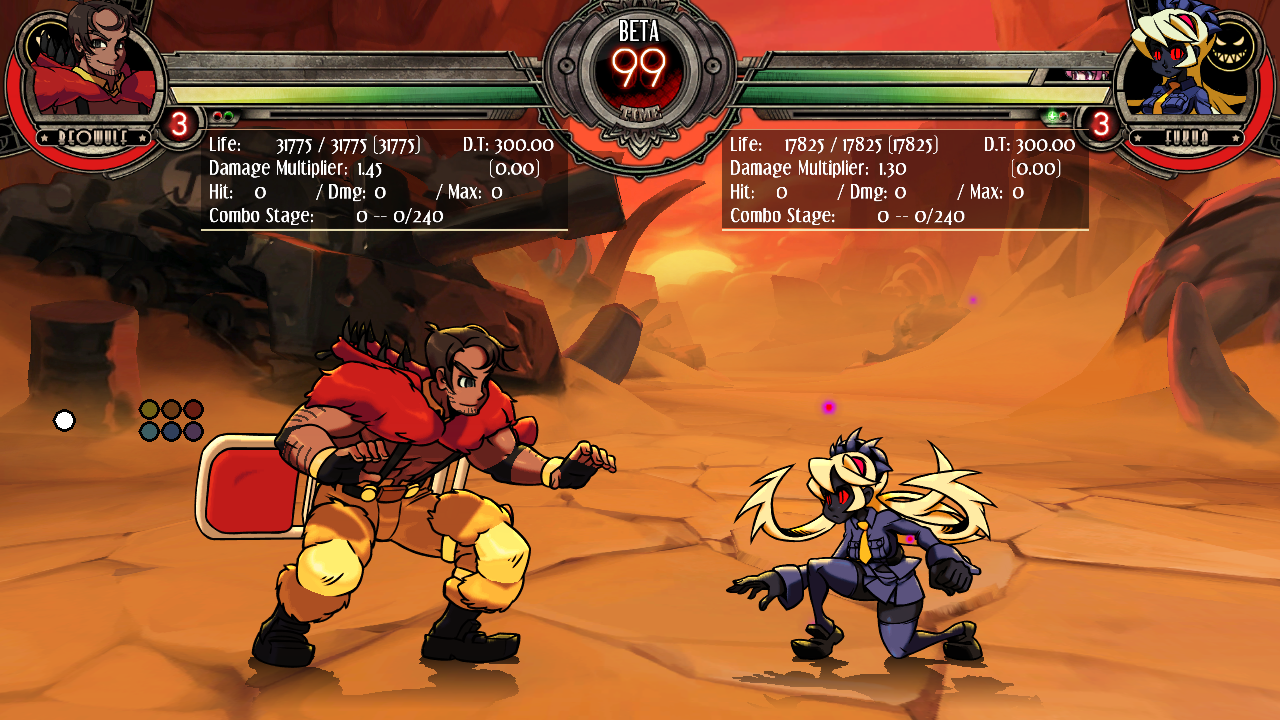 BETA
99
TIME
BEOWULF
3
3
FUKUA
Life: 31775 / 31775 (31775) D.T: 300.00
Damage Multiplier: 1.45 (0.00)
Hit: 0 / Dmg: 0 / Max: 0
Combo Stage: 0 -- 0/240
Life: 17825 / 17825 (17825) D.T: 300.00
Damage Multiplier: 1.30 (0.00)
Hit: 0 / Dmg: 0 / Max: 0
Combo Stage: 0 -- 0/240